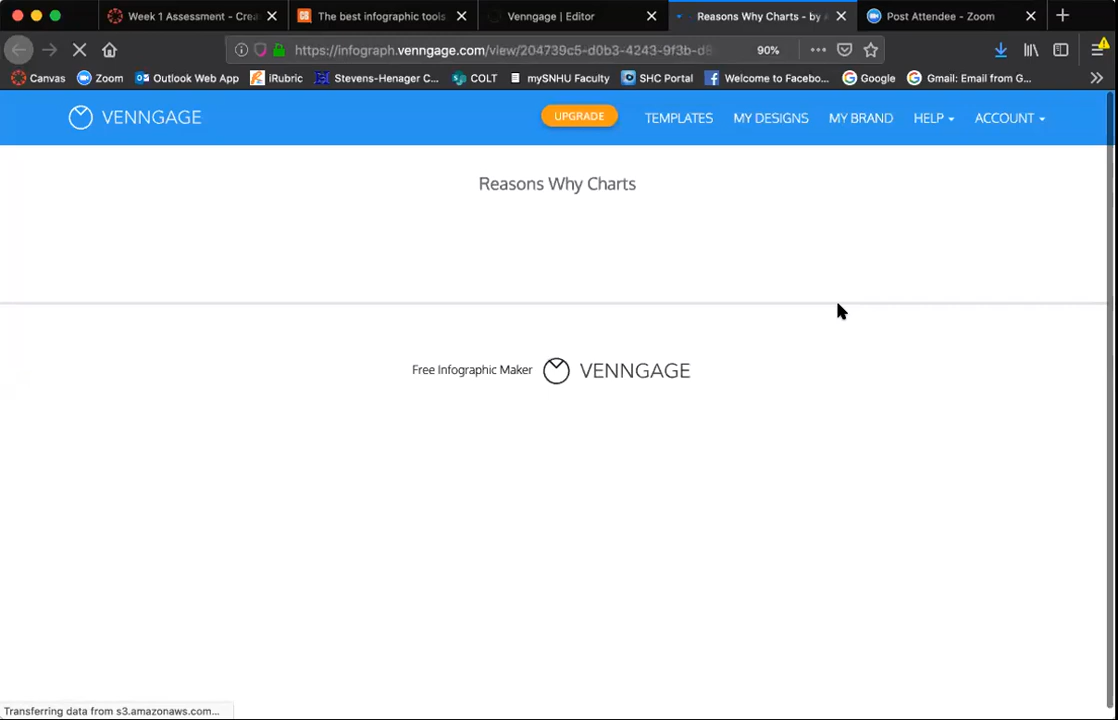 Week 1 Assessment - Crea
The best infographic tools
Venngage | Editor
Reasons Why Charts - by
Post Attendee - Zoom
https://infograph.venngage.com/view/204739c5-d0b3-4243-9f3b-d8
90%
Canvas
Zoom
Outlook Web App
iRubric
Stevens-Henager C...
COLT
mySNHU Faculty
SHC Portal
Welcome to Facebo...
Google
Gmail: Email from G...
VENNGAGE
UPGRADE
TEMPLATES
MY DESIGNS
MY BRAND
HELP
ACCOUNT
Reasons Why Charts
Free Infographic Maker VENNGAGE
Transferring data from s3.amazonaws.com...